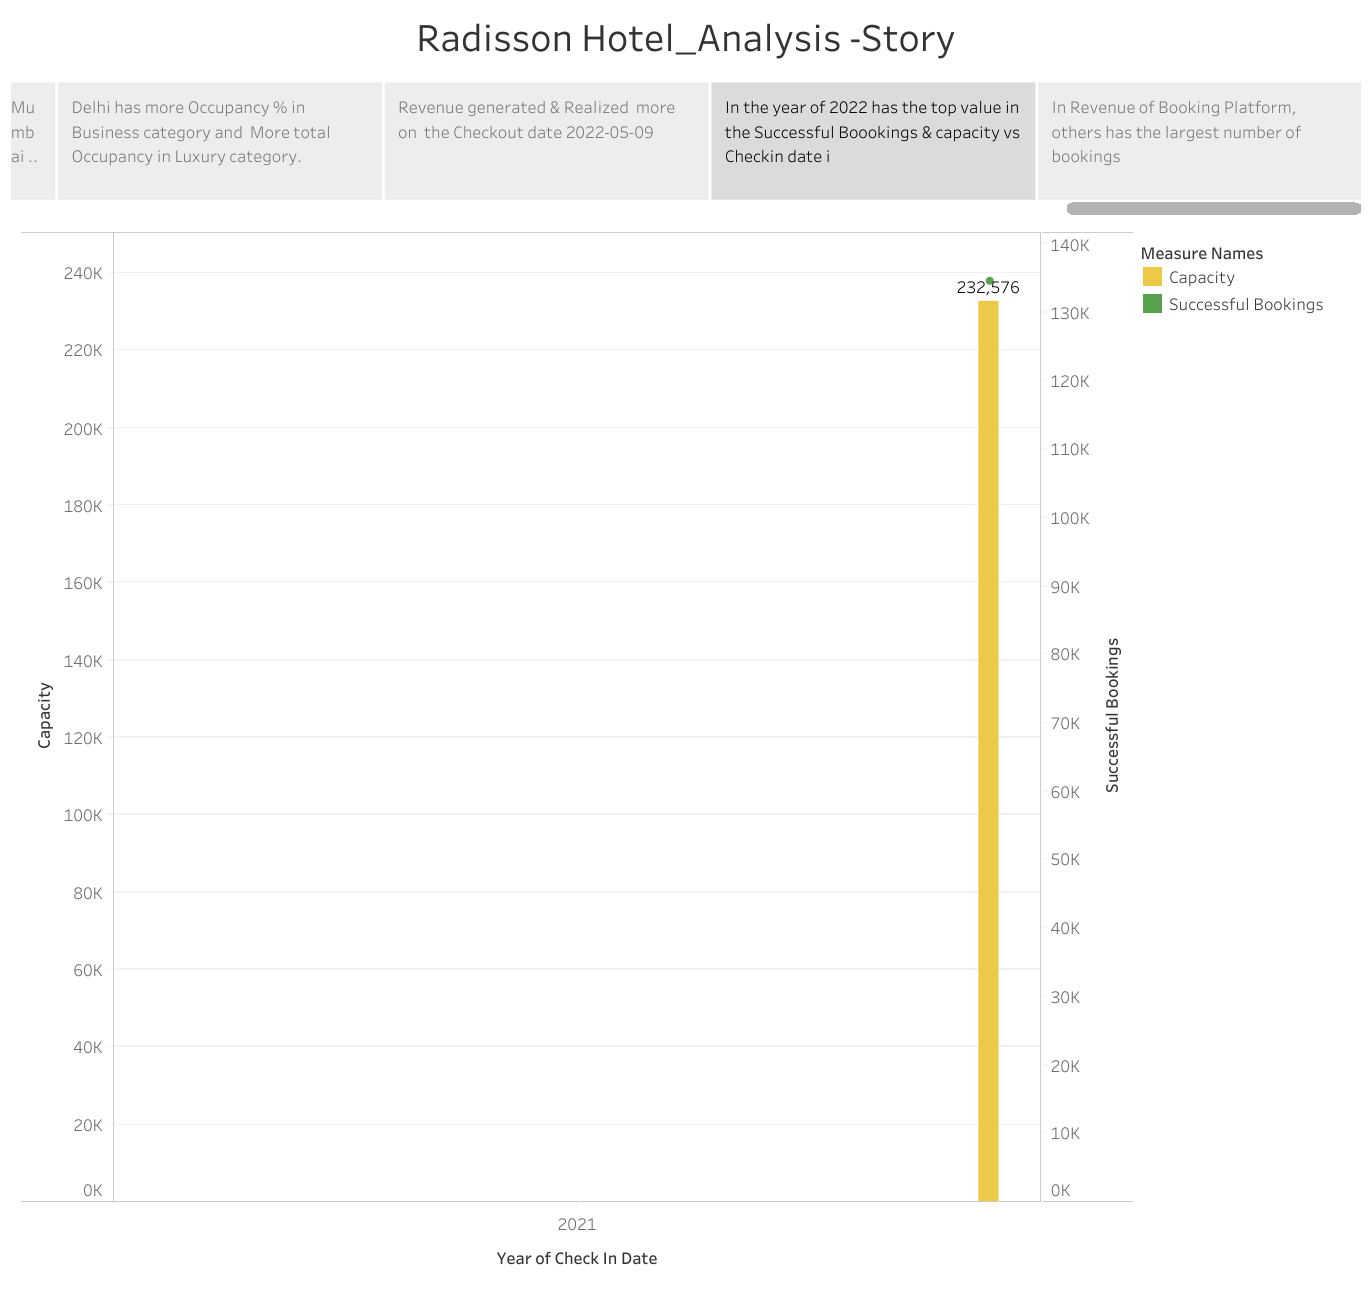 Radisson Hotel_Analysis -Story
Mu
mb
ai ..
Delhi has more Occupancy % in
Business category and  More total
Occupancy in Luxury category.
Revenue generated & Realized  more
on  the Checkout date 2022-05-09
In the year of 2022 has the top value in
the Successful Boookings & capacity vs
Checkin date i
In Revenue of Booking Platform,
others has the largest number of
bookings
240K
220K
200K
180K
160K
140K
120K
100K
80K
60K
40K
20K
0K
Capacity
232,576
140K
130K
120K
110K
100K
90K
80K
70K
60K
50K
40K
30K
20K
10K
0K
Successful Bookings
Measure Names
Capacity
Successful Bookings
2021
Year of Check In Date